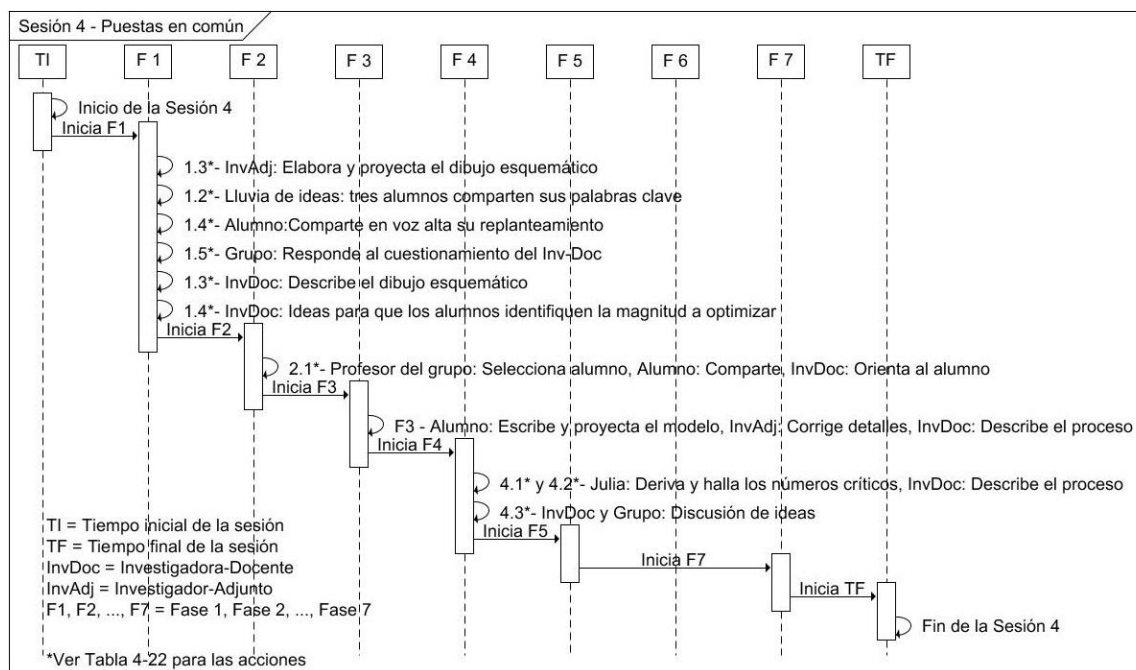 Sesión 4 - Puestas en común
TI F 1 F 2 F 3 F 4 F 5 F 6 F 7 TF
Inicio de la Sesión 4
Inicia F1
1.3*- InvAdj: Elabora y proyecta el dibujo esquemático
1.2*- Lluvia de ideas: tres alumnos comparten sus palabras clave
1.4*- Alumno:Comparte en voz alta su replanteamiento
1.5*- Grupo: Responde al cuestionamiento del Inv-Doc
1.3*- InvDoc: Describe el dibujo esquemático
1.4*- InvDoc: Ideas para que los alumnos identifiquen la magnitud a optimizar
Inicia F2
2.1*- Profesor del grupo: Selecciona alumno, Alumno: Comparte, InvDoc: Orienta al alumno
Inicia F3
F3 - Alumno: Escribe y proyecta el modelo, InvAdj: Corrige detalles, InvDoc: Describe el proceso
Inicia F4
4.1* y 4.2*- Julia: Deriva y halla los números críticos, InvDoc: Describe el proceso
4.3*- InvDoc y Grupo: Discusión de ideas
Inicia F5
Inicia F7
Inicia TF
Fin de la Sesión 4
TI = Tiempo inicial de la sesión
TF = Tiempo final de la sesión
InvDoc = Investigadora-Docente
InvAdj = Investigador-Adjunto
F1, F2, ..., F7 = Fase 1, Fase 2, ..., Fase 7
*Ver Tabla 4-22 para las acciones